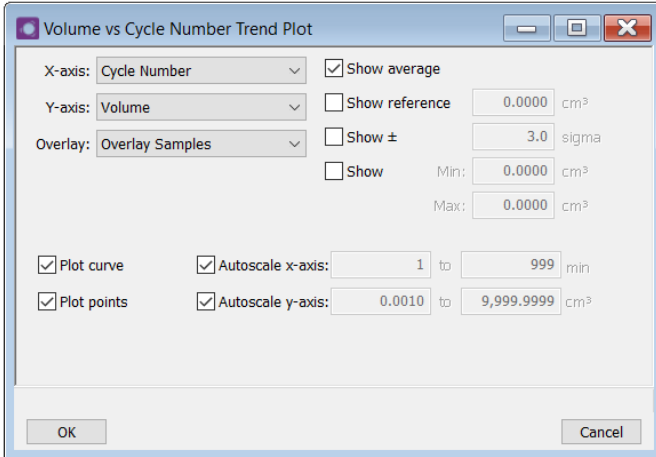 Volume vs Cycle Number Trend Plot
X-axis: Cycle Number Show average
Y-axis: Volume Show reference 0.0000 cm³
Overlay: Overlay Samples Show ± 3.0 sigma
Show Min: 0.0000 cm³
Max: 0.0000 cm³
Plot curve Autoscale x-axis: 1 to 999 min
Plot points Autoscale y-axis: 0.0010 to 9,999.9999 cm³
OK Cancel